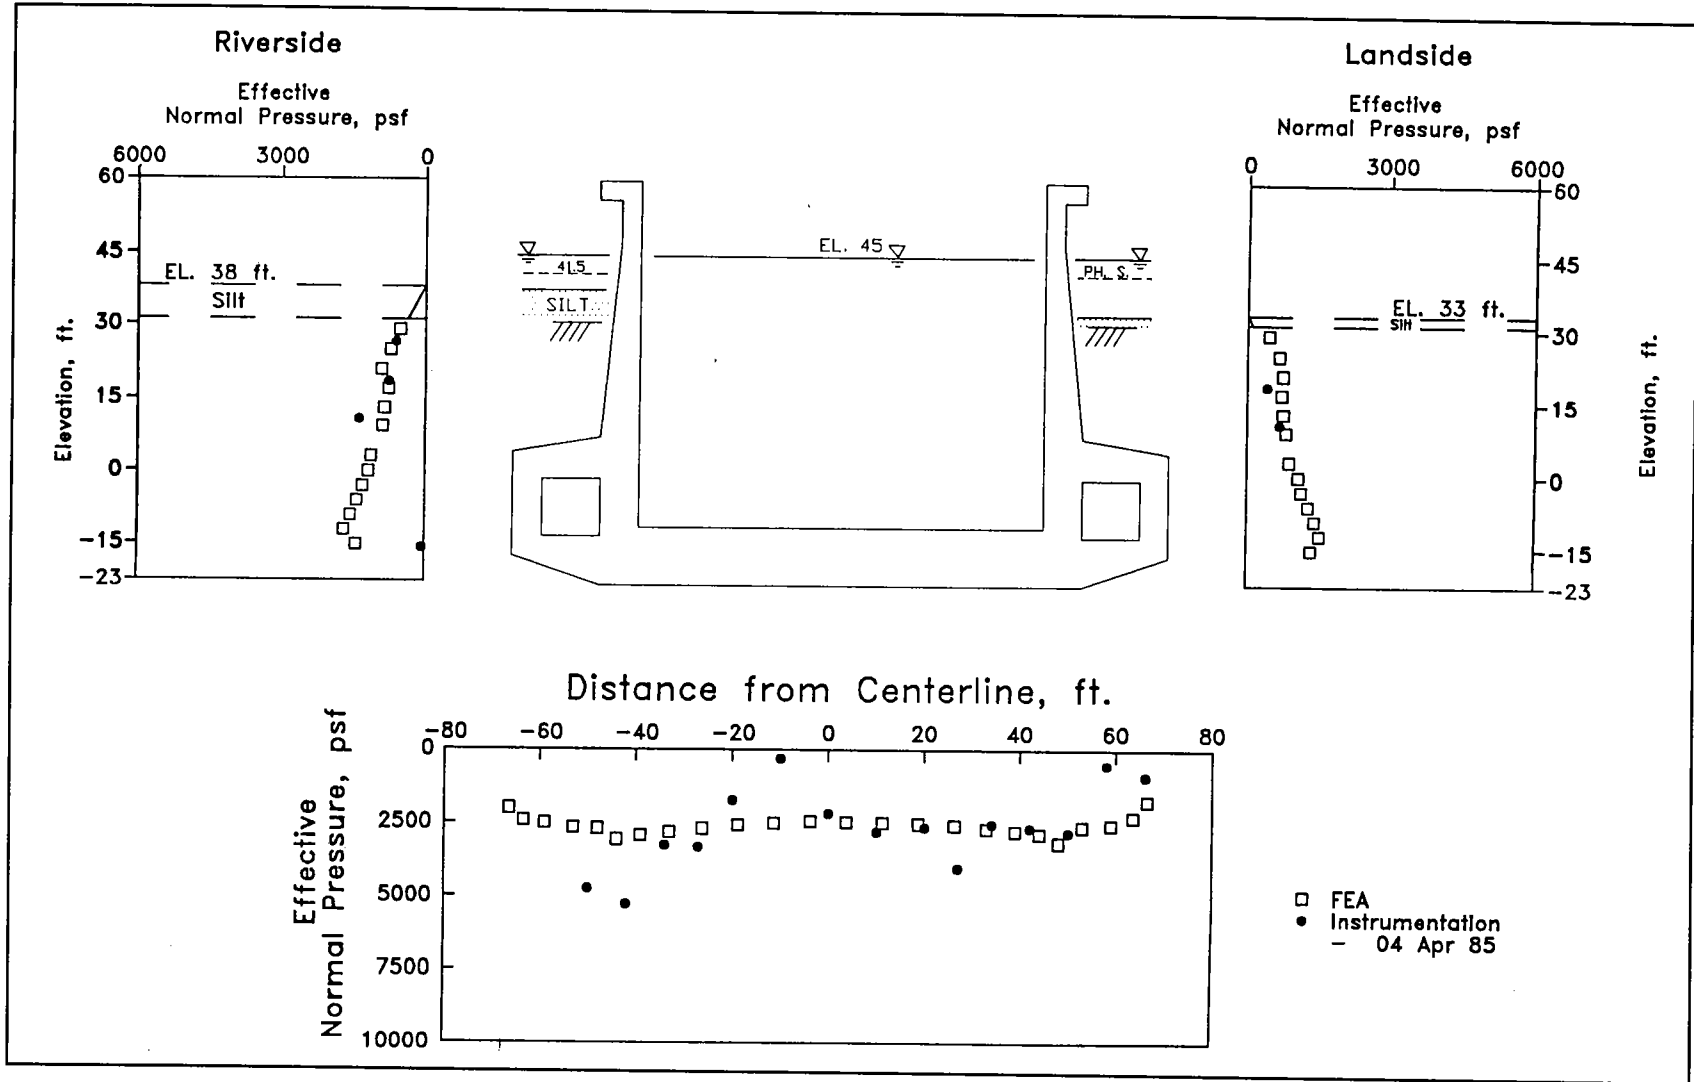 Riverside
Effective
Normal Pressure, psf
6000 3000 0
60
45
30
15
0
-15
-23
Elevation, ft.
EL. 38 ft.
Silt
41.5
SILT
EL. 45
PH. S.
Landside
Effective
Normal Pressure, psf
0 3000 6000
60
45
30
15
0
-15
-23
Elevation, ft.
EL. 33 ft.
Silt
Distance from Centerline, ft.
-80 -60 -40 -20 0 20 40 60 80
0
2500
5000
7500
10000
Effective
Normal Pressure, psf
FEA
Instrumentation
- 04 Apr 85